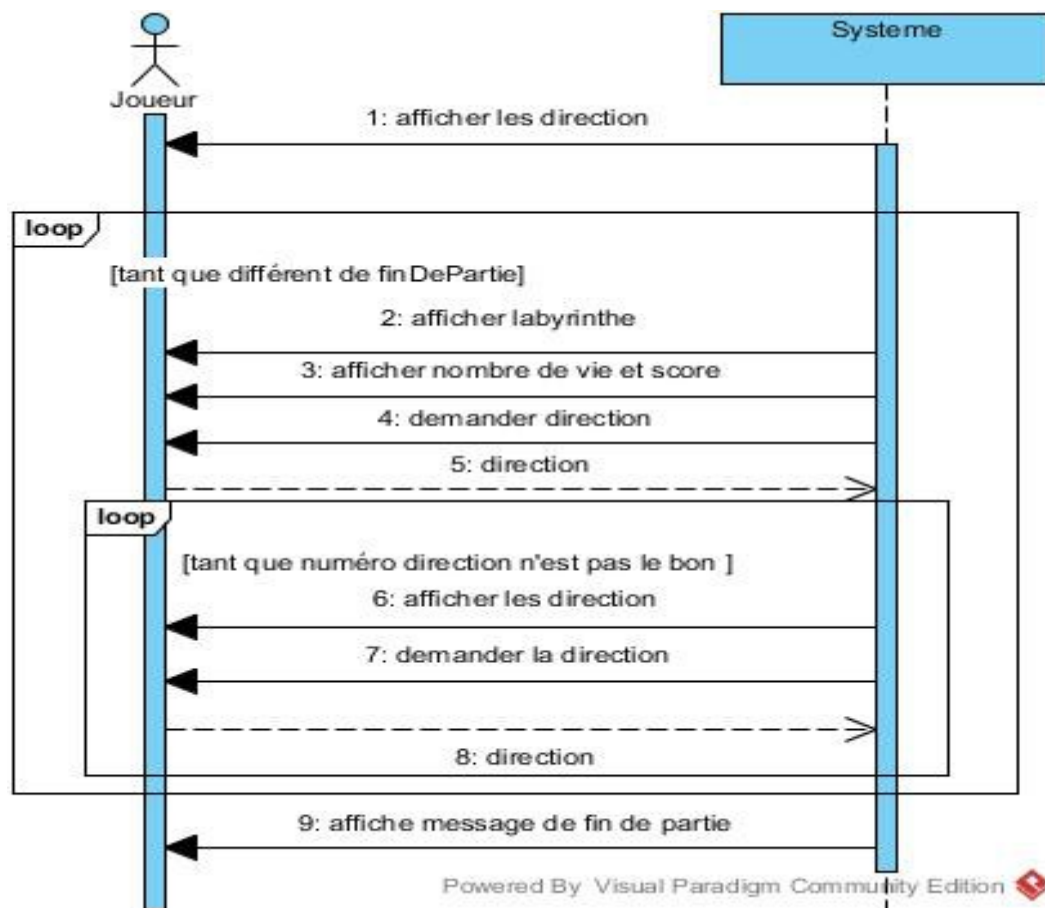 Systeme
Joueur
1: afficher les direction
loop
[tant que différent de finDePartie]
2: afficher labyrinthe
3: afficher nombre de vie et score
4: demander direction
5: direction
loop
[tant que numéro direction n'est pas le bon ]
6: afficher les direction
7: demander la direction
8: direction
9: affiche message de fin de partie
Powered By Visual Paradigm Community Edition